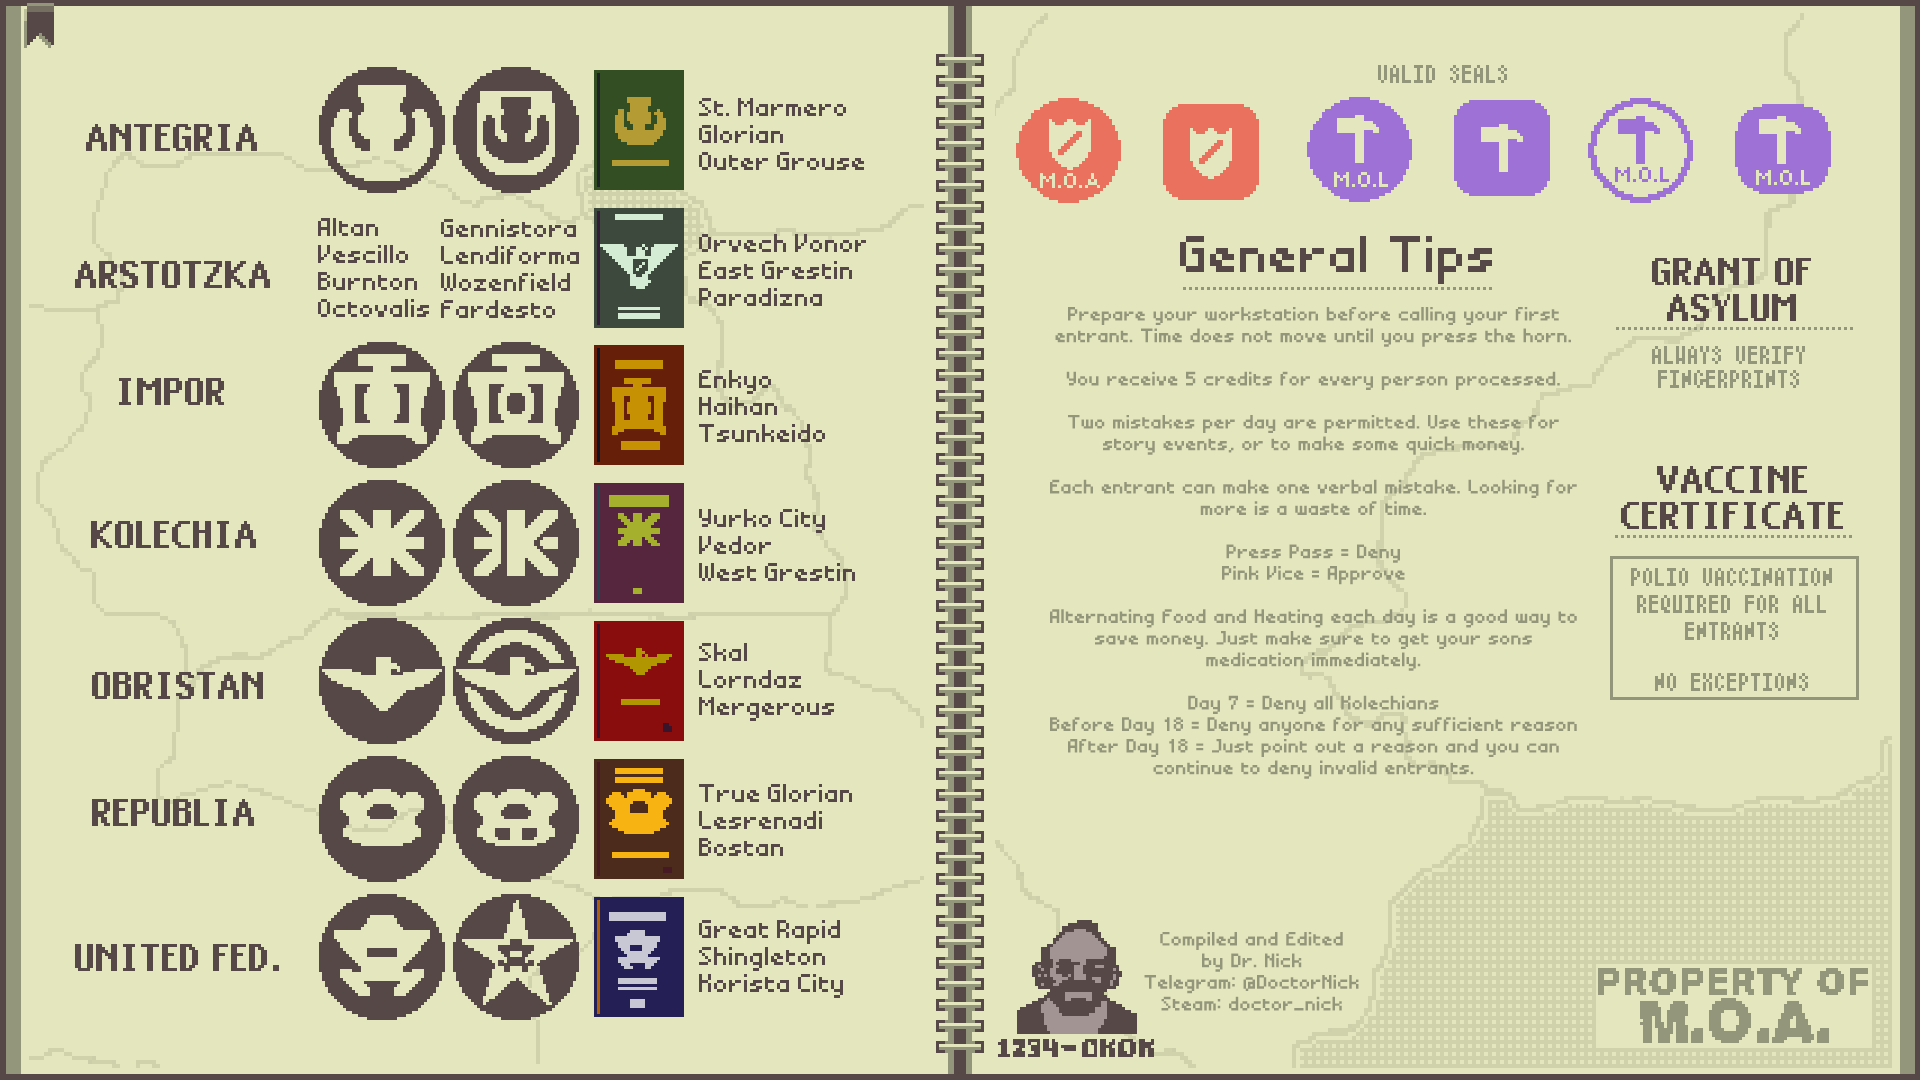 ANTEGRIA
St. Marmero
Glorian
Outer Grouse
ARSTOTZKA
Altan
Vescillo
Burnton
Octovalis
Gennistora
Lendiforma
Wozenfield
Fardesto
Orvech Vonor
East Grestin
Paradizna
IMPOR
Enkyo
Haihan
Tsunkeido
KOLECHIA
Yurko City
Vedor
West Grestin
OBRISTAN
Skal
Lorndaz
Mergerous
REPUBLIA
True Glorian
Lesrenadi
Bostan
UNITED FED.
Great Rapid
Shingleton
Korista City
VALID SEALS
M.O.A
M.O.L
M.O.L
M.O.L
General Tips
Prepare your workstation before calling your first
entrant. Time does not move until you press the horn.
You receive 5 credits for every person processed.
Two mistakes per day are permitted. Use these for
story events, or to make some quick money.
Each entrant can make one verbal mistake. Looking for
more is a waste of time.
Press Pass = Deny
Pink Vice = Approve
Alternating Food and Heating each day is a good way to
save money. Just make sure to get your sons
medication immediately.
Day 7 = Deny all Kolechians
Before Day 18 = Deny anyone for any sufficient reason
After Day 18 = Just point out a reason and you can
continue to deny invalid entrants.
GRANT OF
ASYLUM
ALWAYS VERIFY
FINGERPRINTS
VACCINE
CERTIFICATE
POLIO VACCINATION
REQUIRED FOR ALL
ENTRANTS
NO EXCEPTIONS
Compiled and Edited
by Dr. Nick
Telegram: @DoctorNick
Steam: doctor_nick
1234-OKOK
PROPERTY OF
M.O.A.